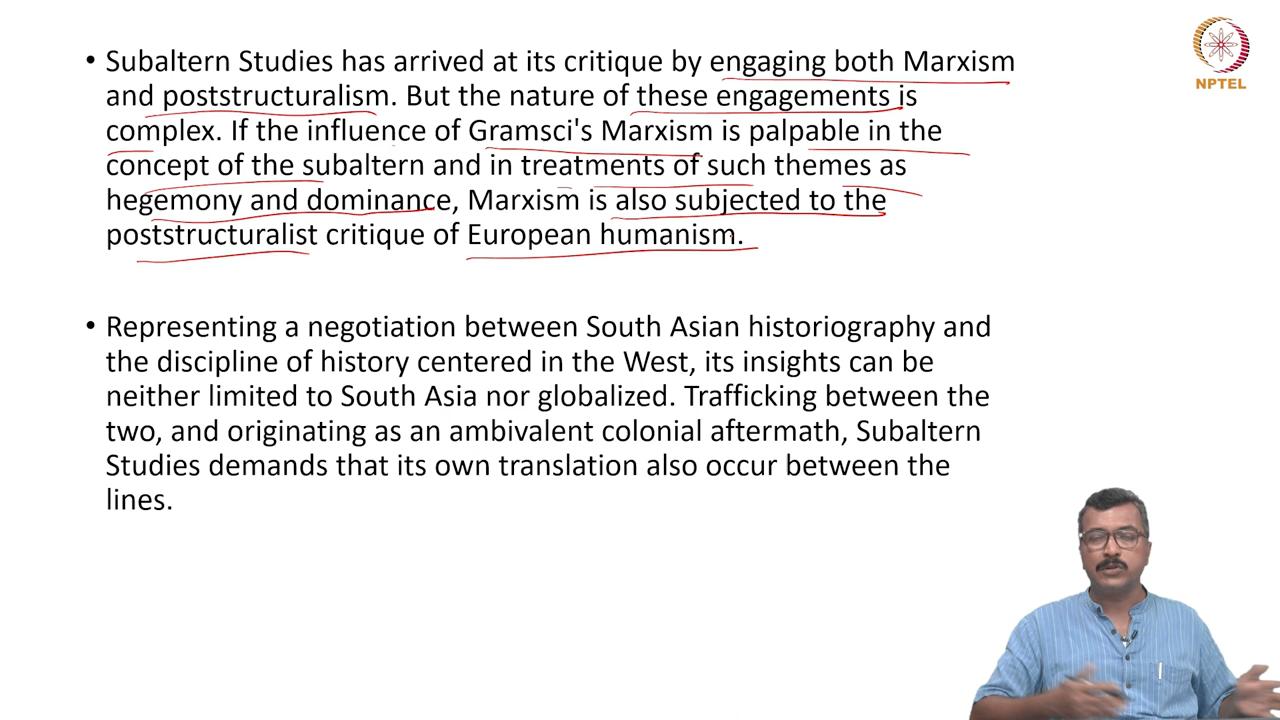 NPTEL
• Subaltern Studies has arrived at its critique by engaging both Marxism
and poststructuralism. But the nature of these engagements is
complex. If the influence of Gramsci's Marxism is palpable in the
concept of the subaltern and in treatments of such themes as
hegemony and dominance, Marxism is also subjected to the
poststructuralist critique of European humanism.
• Representing a negotiation between South Asian historiography and
the discipline of history centered in the West, its insights can be
neither limited to South Asia nor globalized. Trafficking between the
two, and originating as an ambivalent colonial aftermath, Subaltern
Studies demands that its own translation also occur between the
lines.